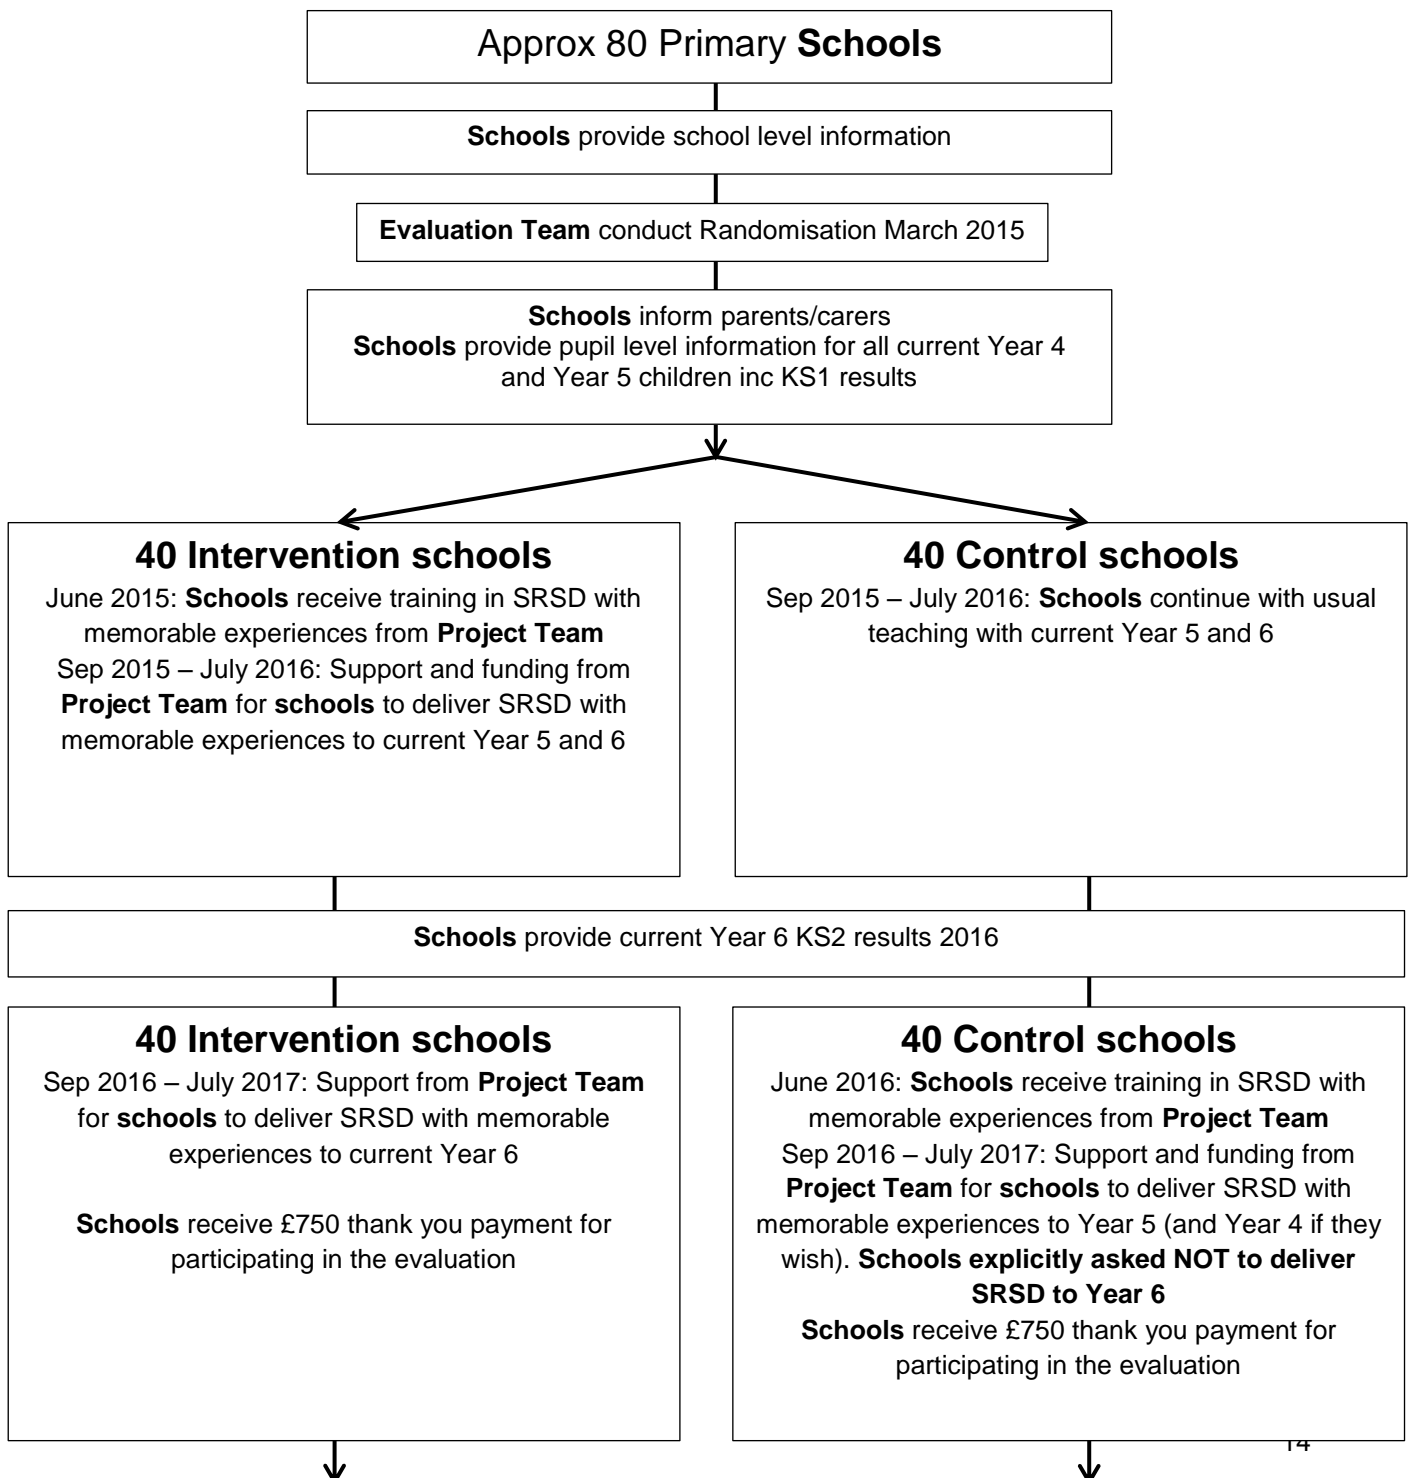 Approx 80 Primary Schools
Schools provide school level information
Evaluation Team conduct Randomisation March 2015
Schools inform parents/carers
Schools provide pupil level information for all current Year 4
and Year 5 children inc KS1 results
40 Intervention schools
June 2015: Schools receive training in SRSD with
memorable experiences from Project Team
Sep 2015 – July 2016: Support and funding from
Project Team for schools to deliver SRSD with
memorable experiences to current Year 5 and 6
40 Control schools
Sep 2015 – July 2016: Schools continue with usual
teaching with current Year 5 and 6
Schools provide current Year 6 KS2 results 2016
40 Intervention schools
Sep 2016 – July 2017: Support from Project Team
for schools to deliver SRSD with memorable
experiences to current Year 6
Schools receive £750 thank you payment for
participating in the evaluation
40 Control schools
June 2016: Schools receive training in SRSD with
memorable experiences from Project Team
Sep 2016 – July 2017: Support and funding from
Project Team for schools to deliver SRSD with
memorable experiences to Year 5 (and Year 4 if they
wish). Schools explicitly asked NOT to deliver
SRSD to Year 6
Schools receive £750 thank you payment for
participating in the evaluation
14